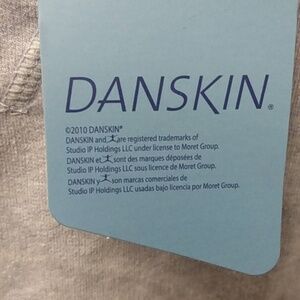 DANSKIN®
©2010 DANSKIN®
DANSKIN and are registered trademarks of
Studio IP Holdings LLC under license to Moret Group.
DANSKIN et sont des marques déposées de
Studio IP Holdings LLC sous licence de Moret Group.
DANSKIN y son marcas comerciales de
Studio IP Holdings LLC usadas bajo licencia por Moret Group.